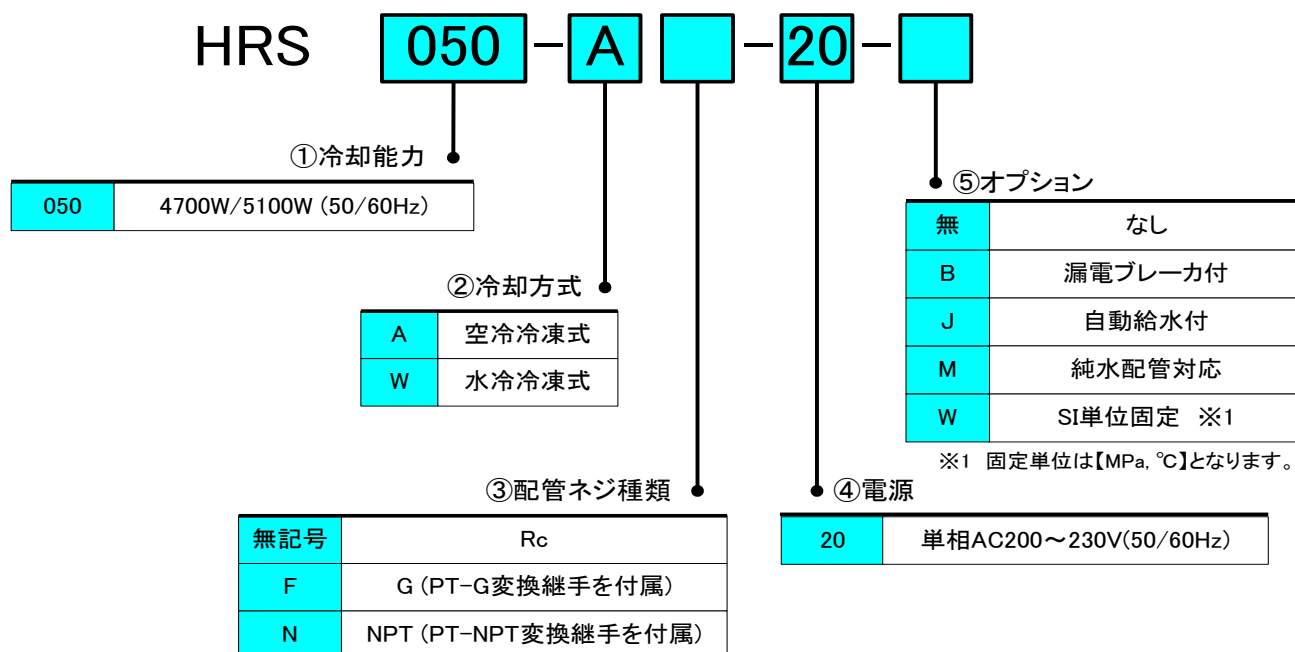 HRS 050-A -20-
①冷却能力
050 4700W/5100W (50/60Hz)
②冷却方式
A 空冷冷凍式
W 水冷冷凍式
③配管ネジ種類
無記号 Rc
F G (PT-G変換継手を付属)
N NPT (PT-NPT変換継手を付属)
④電源
20 単相AC200～230V(50/60Hz)
⑤オプション
無 なし
B 漏電ブレーカ付
J 自動給水付
M 純水配管対応
W SI単位固定 ※1
※1 固定単位は【MPa, ℃】となります。